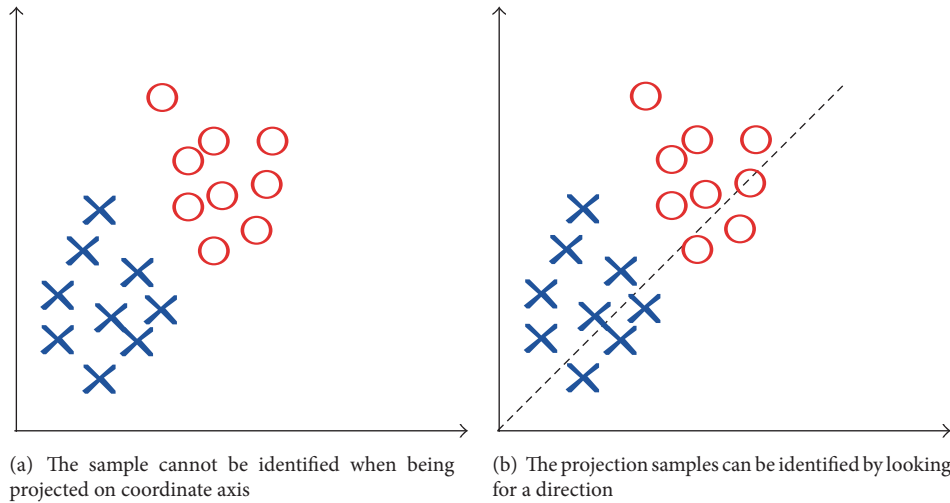 (a) The sample cannot be identified when being
projected on coordinate axis
(b) The projection samples can be identified by looking
for a direction